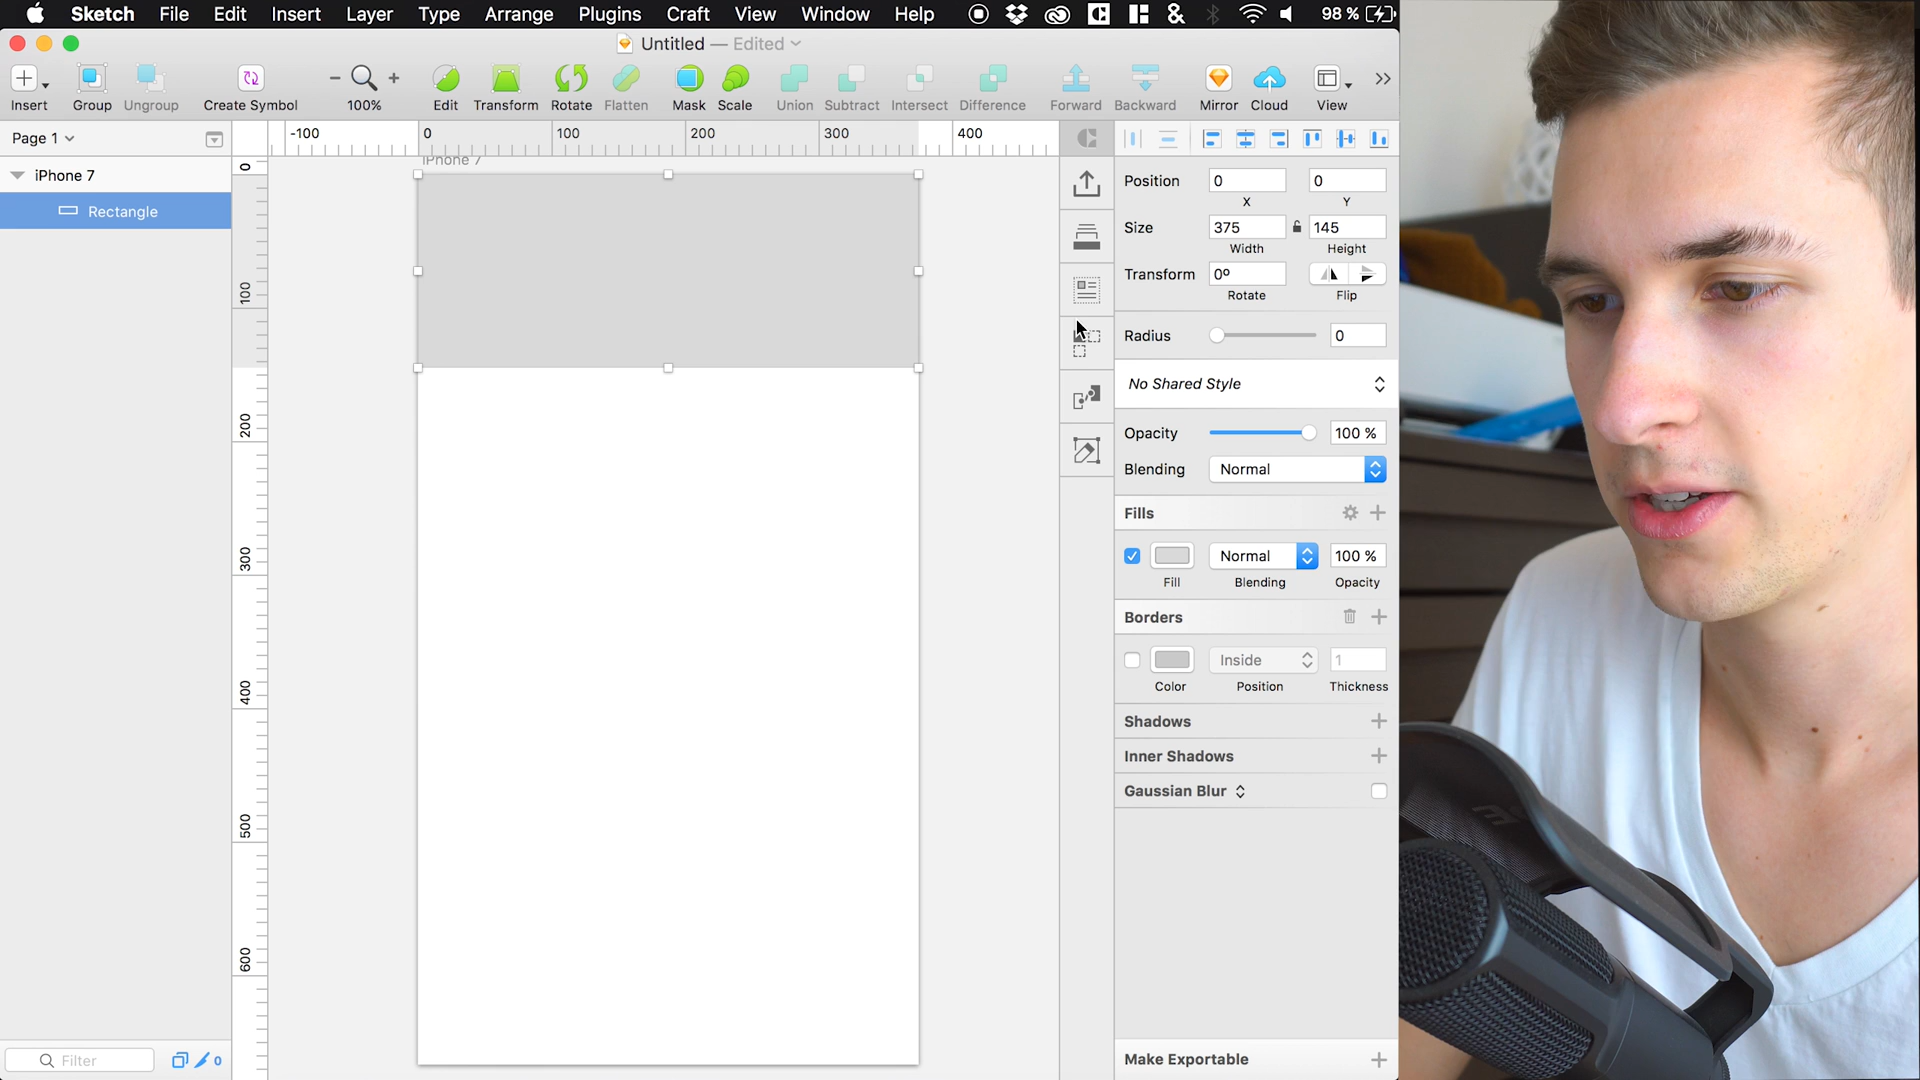 Sketch File Edit Insert Layer Type Arrange Plugins Craft View Window Help 98 %
Untitled — Edited
Insert Group Ungroup Create Symbol 100% Edit Transform Rotate Flatten Mask Scale Union Subtract Intersect Difference Forward Backward Mirror Cloud View
Page 1
-100 0 100 200 300 400
iPhone 7
iPhone 7
Rectangle
0
100
200
300
400
500
600
Position 0 0
X Y
Size 375 145
Width Height
Transform 0º
Rotate Flip
Radius 0
No Shared Style
Opacity 100 %
Blending Normal
Fills
Normal 100 %
Fill Blending Opacity
Borders
Inside 1
Color Position Thickness
Shadows
Inner Shadows
Gaussian Blur
Make Exportable
Filter 0